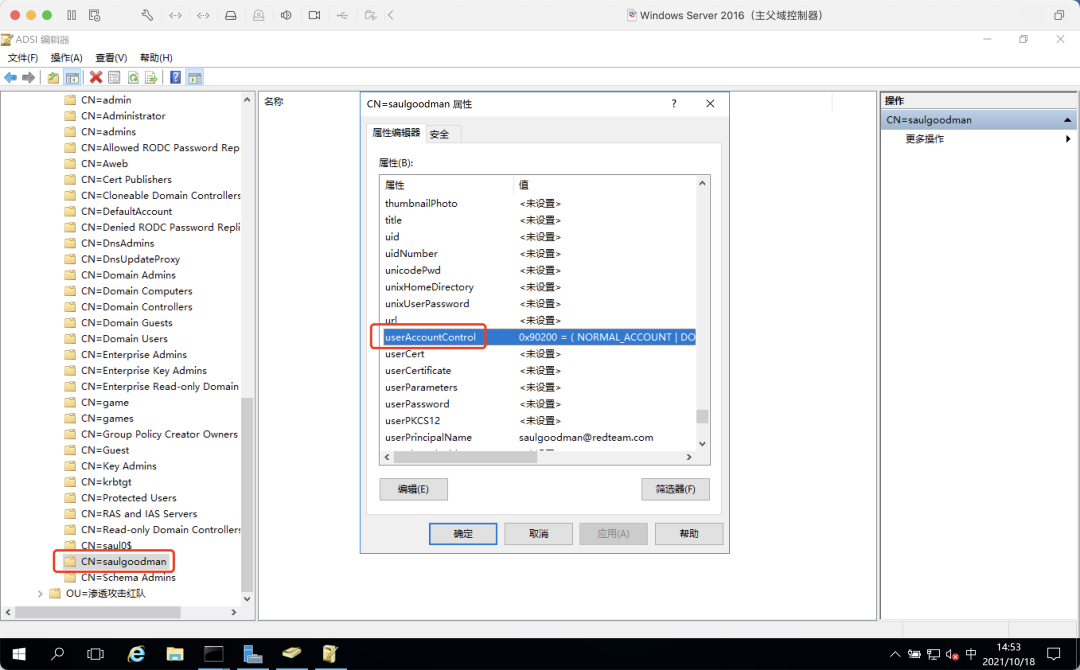 Windows Server 2016（主父域控制器）
ADSI 编辑器
文件(F) 操作(A) 查看(V) 帮助(H)
CN=admin
CN=Administrator
CN=admins
CN=Allowed RODC Password Rep
CN=Aweb
CN=Cert Publishers
CN=Cloneable Domain Controllers
CN=DefaultAccount
CN=Denied RODC Password Repli
CN=DnsAdmins
CN=DnsUpdateProxy
CN=Domain Admins
CN=Domain Computers
CN=Domain Controllers
CN=Domain Guests
CN=Domain Users
CN=Enterprise Admins
CN=Enterprise Key Admins
CN=Enterprise Read-only Domain
CN=game
CN=games
CN=Group Policy Creator Owners
CN=Guest
CN=Key Admins
CN=krbtgt
CN=Protected Users
CN=RAS and IAS Servers
CN=Read-only Domain Controllers
CN=saul0$
CN=saulgoodman
CN=Schema Admins
OU=渗透攻击红队
名称
CN=saulgoodman 属性
属性编辑器 安全
属性(B):
属性 值
thumbnailPhoto <未设置>
title <未设置>
uid <未设置>
uidNumber <未设置>
unicodePwd <未设置>
unixHomeDirectory <未设置>
unixUserPassword <未设置>
url <未设置>
userAccountControl 0x90200 = ( NORMAL_ACCOUNT | DO
userCert <未设置>
userCertificate <未设置>
userParameters <未设置>
userPassword <未设置>
userPKCS12 <未设置>
userPrincipalName saulgoodman@redteam.com
编辑(E) 筛选器(F)
确定 取消 应用(A) 帮助
操作
CN=saulgoodman
更多操作
中
14:53
2021/10/18